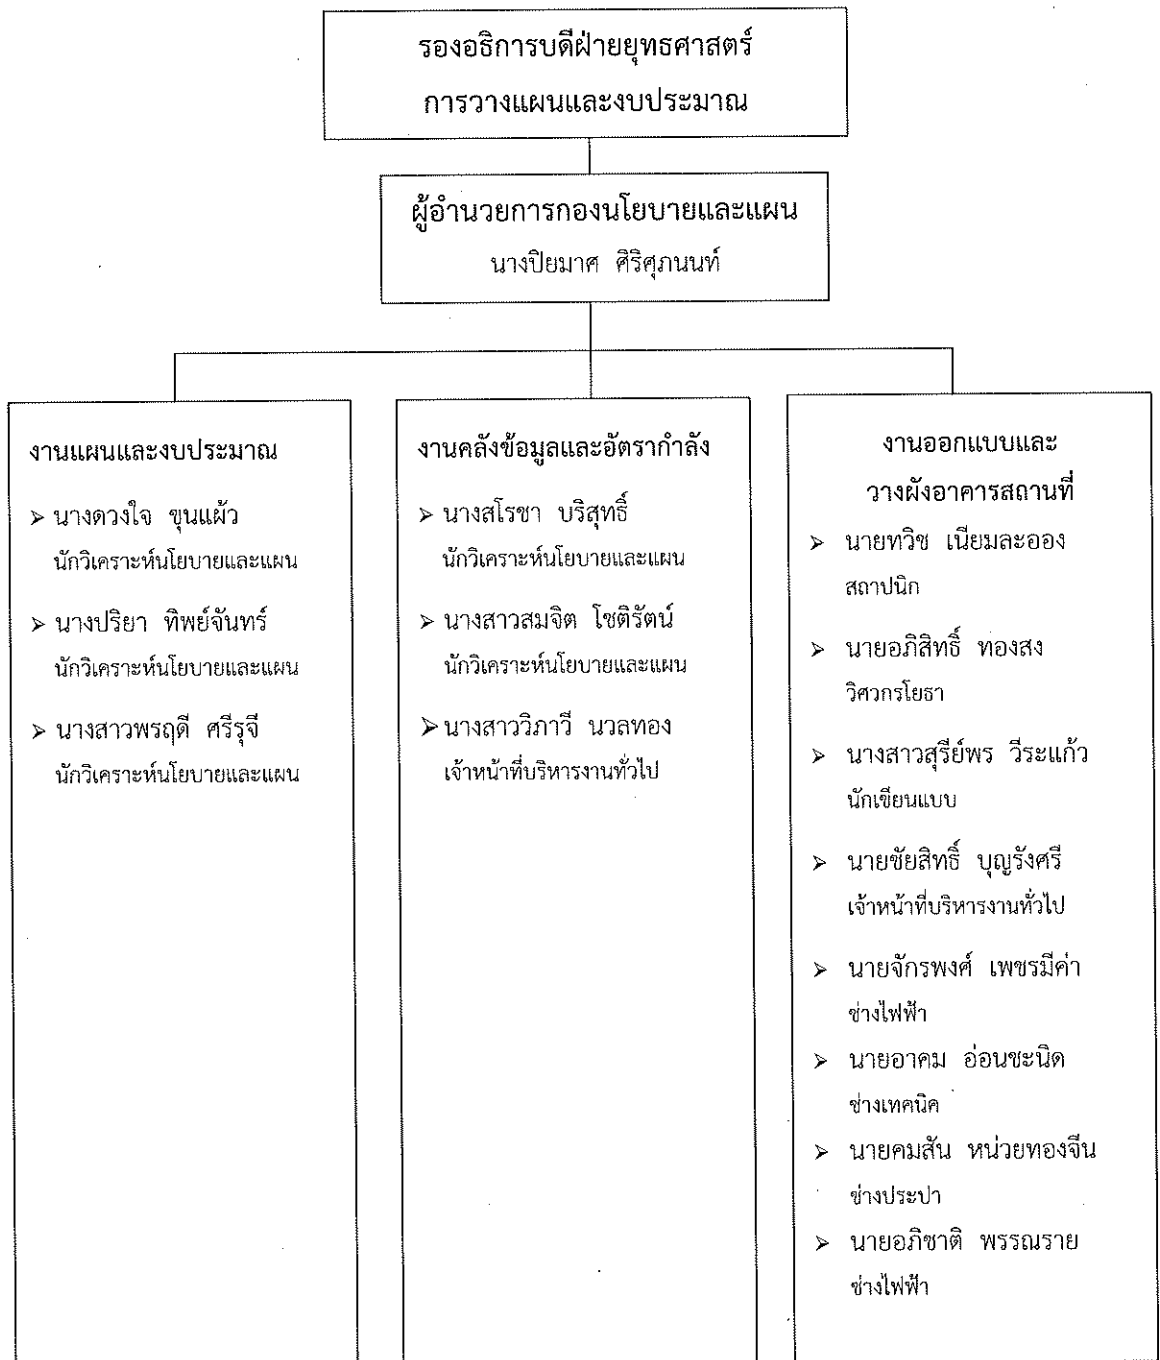 รองอธิการบดีฝ่ายยุทธศาสตร์
การวางแผนและงบประมาณ
ผู้อำนวยการกองนโยบายและแผน
นางปิยมาศ ศิริศุภนนท์
งานแผนและงบประมาณ
➢ นางดวงใจ ขุนแผ้ว
นักวิเคราะห์นโยบายและแผน
➢ นางปริยา ทิพย์จันทร์
นักวิเคราะห์นโยบายและแผน
➢ นางสาวพรฤดี ศรีรุจี
นักวิเคราะห์นโยบายและแผน
งานคลังข้อมูลและอัตรากำลัง
➢ นางสโรชา บริสุทธิ์
นักวิเคราะห์นโยบายและแผน
➢ นางสาวสมจิต โชติรัตน์
นักวิเคราะห์นโยบายและแผน
➢ นางสาววิภาวี นวลทอง
เจ้าหน้าที่บริหารงานทั่วไป
งานออกแบบและ
วางผังอาคารสถานที่
➢ นายทวิช เนียมละออง
สถาปนิก
➢ นายอภิสิทธิ์ ทองสง
วิศวกรโยธา
➢ นางสาวสุรีย์พร วีระแก้ว
นักเขียนแบบ
➢ นายชัยสิทธิ์ บุญรังศรี
เจ้าหน้าที่บริหารงานทั่วไป
➢ นายจักรพงศ์ เพชรมีค่า
ช่างไฟฟ้า
➢ นายอาคม อ่อนชะนิด
ช่างเทคนิค
➢ นายคมสัน หน่วยทองจีน
ช่างประปา
➢ นายอภิชาติ พรรณราย
ช่างไฟฟ้า